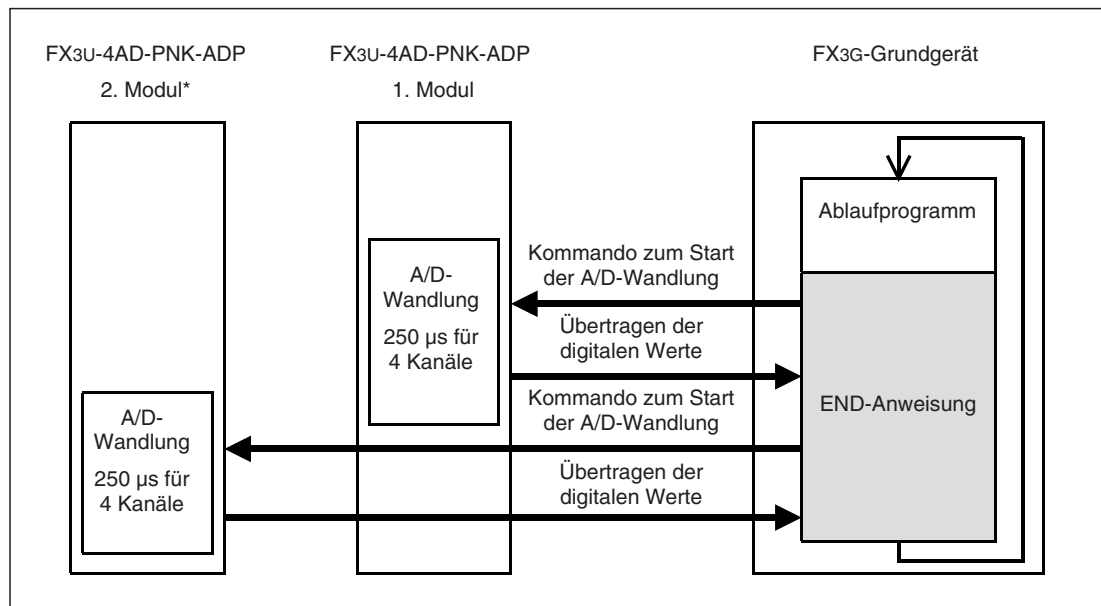 FX3U-4AD-PNK-ADP
2. Modul*
FX3U-4AD-PNK-ADP
1. Modul
FX3G-Grundgerät
Ablaufprogramm
Kommando zum Start
der A/D-Wandlung
A/D-
Wandlung
250 µs für
4 Kanäle
Übertragen der
digitalen Werte
END-Anweisung
Kommando zum Start
der A/D-Wandlung
A/D-
Wandlung
250 µs für
4 Kanäle
Übertragen der
digitalen Werte